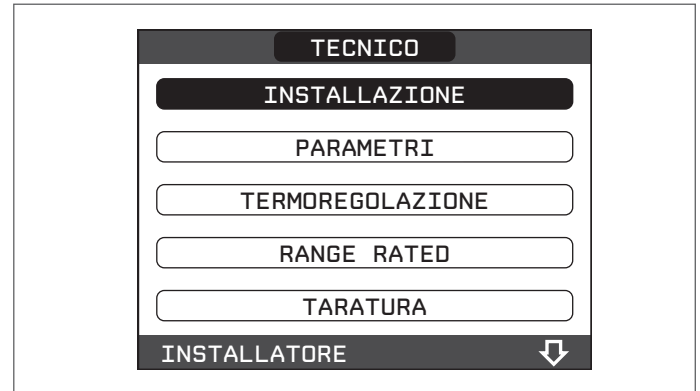 TECNICO
INSTALLAZIONE
PARAMETRI
TERMOREGOLAZIONE
RANGE RATED
TARATURA
INSTALLATORE